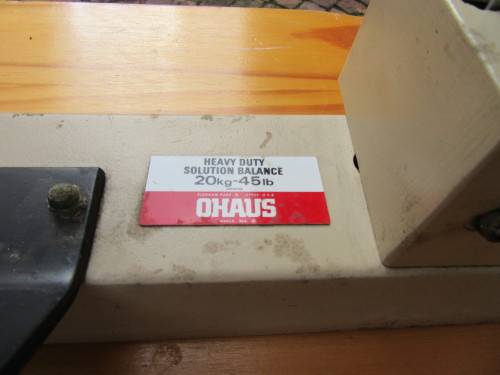 HEAVY DUTY
SOLUTION BALANCE
20kg-45lb
OHAUS